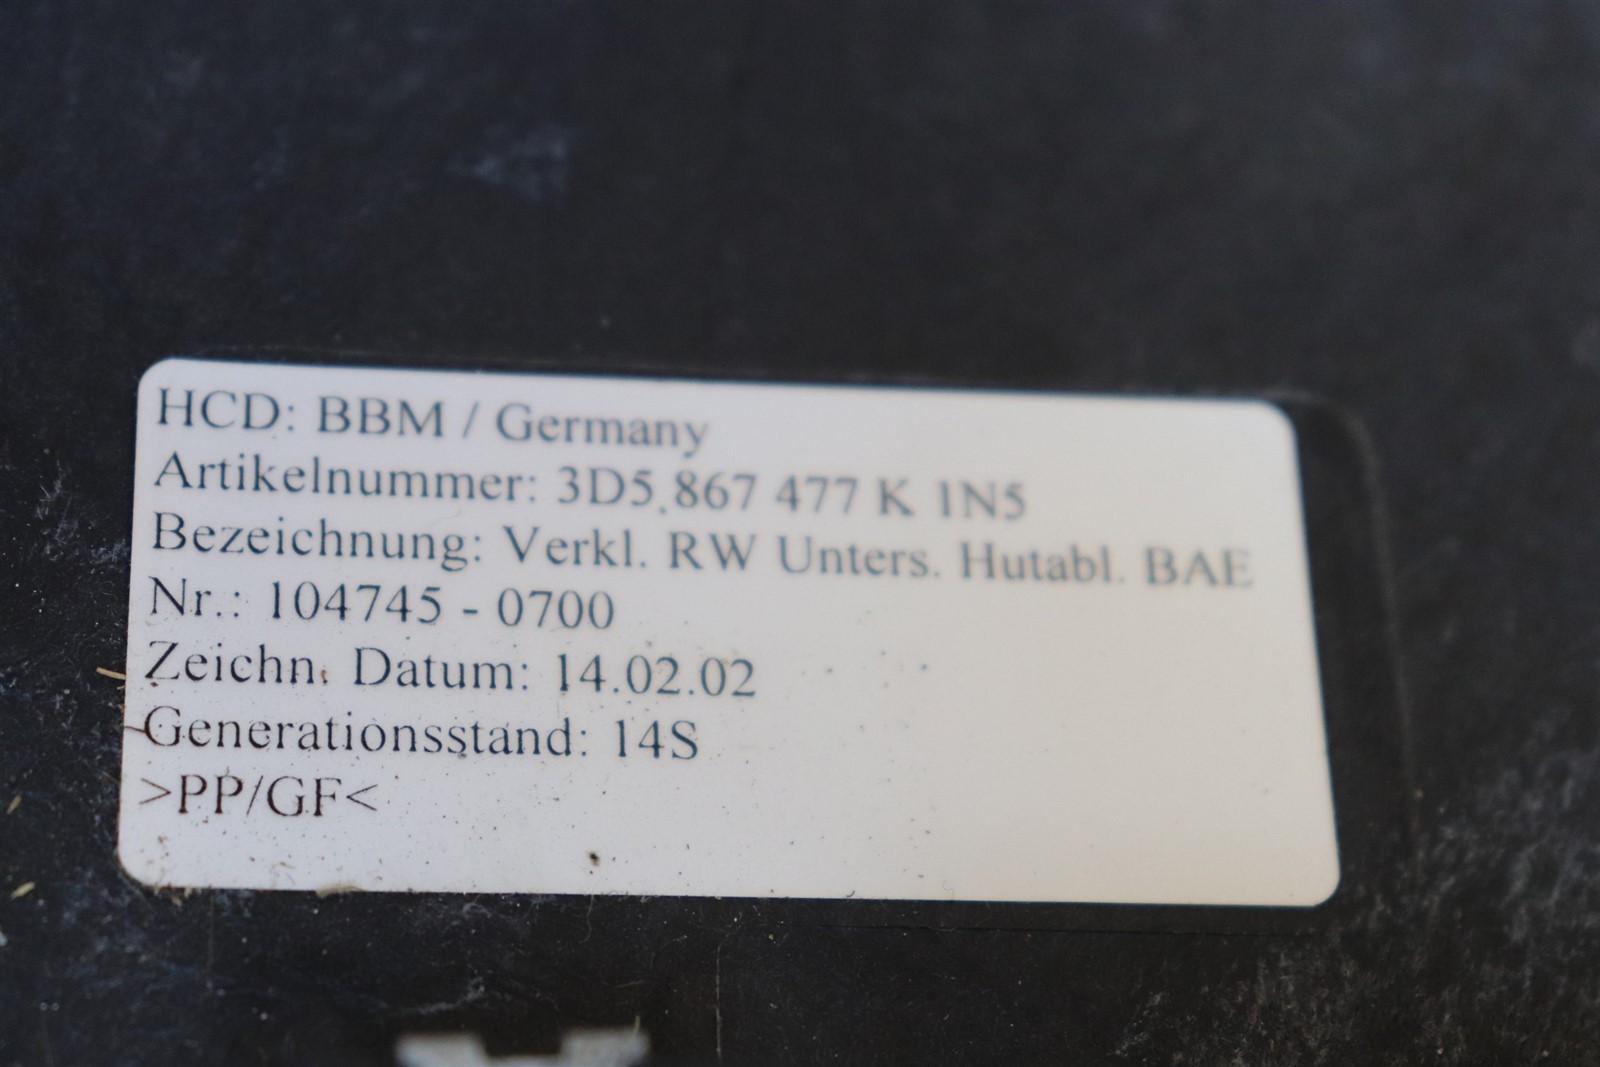 HCD: BBM / Germany
Artikelnummer: 3D5.867 477 K 1N5
Bezeichnung: Verkl. RW Unters. Hutabl. BAE
Nr.: 104745 - 0700
Zeichn. Datum: 14.02.02
Generationsstand: 14S
>PP/GF<